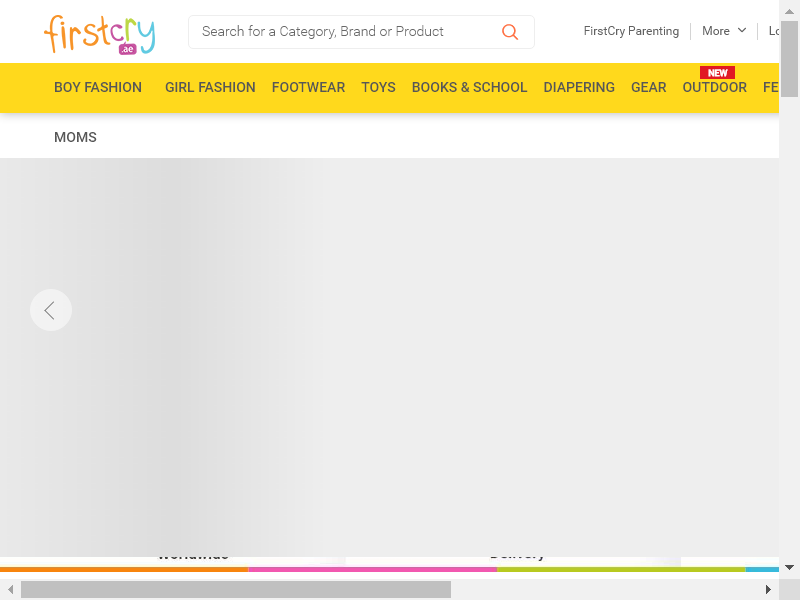 firstcry
.ae
Search for a Category, Brand or Product
FirstCry Parenting
More
NEW
BOY FASHION GIRL FASHION FOOTWEAR TOYS BOOKS & SCHOOL DIAPERING GEAR OUTDOOR FE
MOMS
Worldwide
Delivery